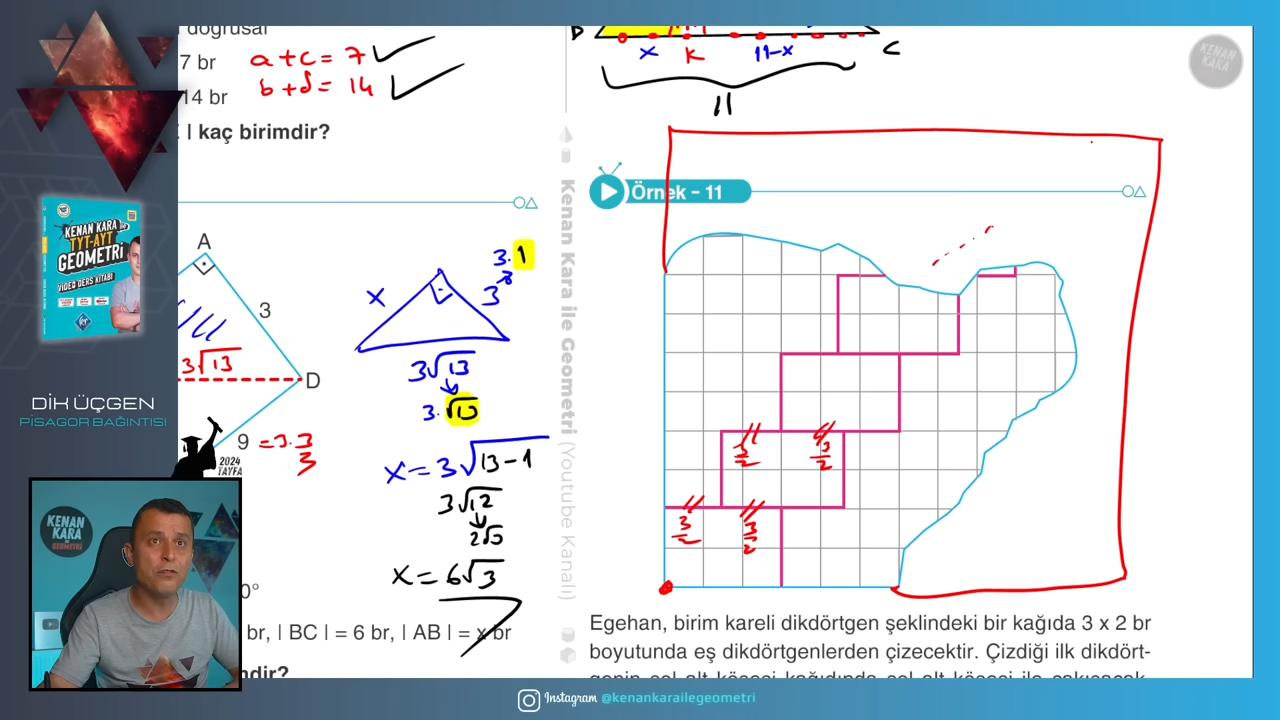 doğrusal
7 br
a + c = 7
14 br
b + d = 14
| kaç birimdir?
A
3
3√13
D
9
= 3.3
3
x
3.1
3
3√13
3.√13
x = 3√13-1
3√12
x = 6√3
br, | BC | = 6 br, | AB | = x br
0°
C
x
K
11-x
11
Kenan Kara ile Geometri (Youtube Kanalı)
Örnek - 11
3/2
3/2
3/2
3/2
Egehan, birim kareli dikdörtgen şeklindeki bir kağıda 3 x 2 br
boyutunda eş dikdörtgenlerden çizecektir. Çizdiği ilk dikdört-
KENAN KARA
KENAN KARA ile
TYT-AYT
GEOMETRİ
VİDEO DERS KİTABI
DİK ÜÇGEN
PİSAGOR BAĞINTISI
2024
TAYFA
KENAN
KARA
GEOMETRİ
Instagram @kenankarailegeometri